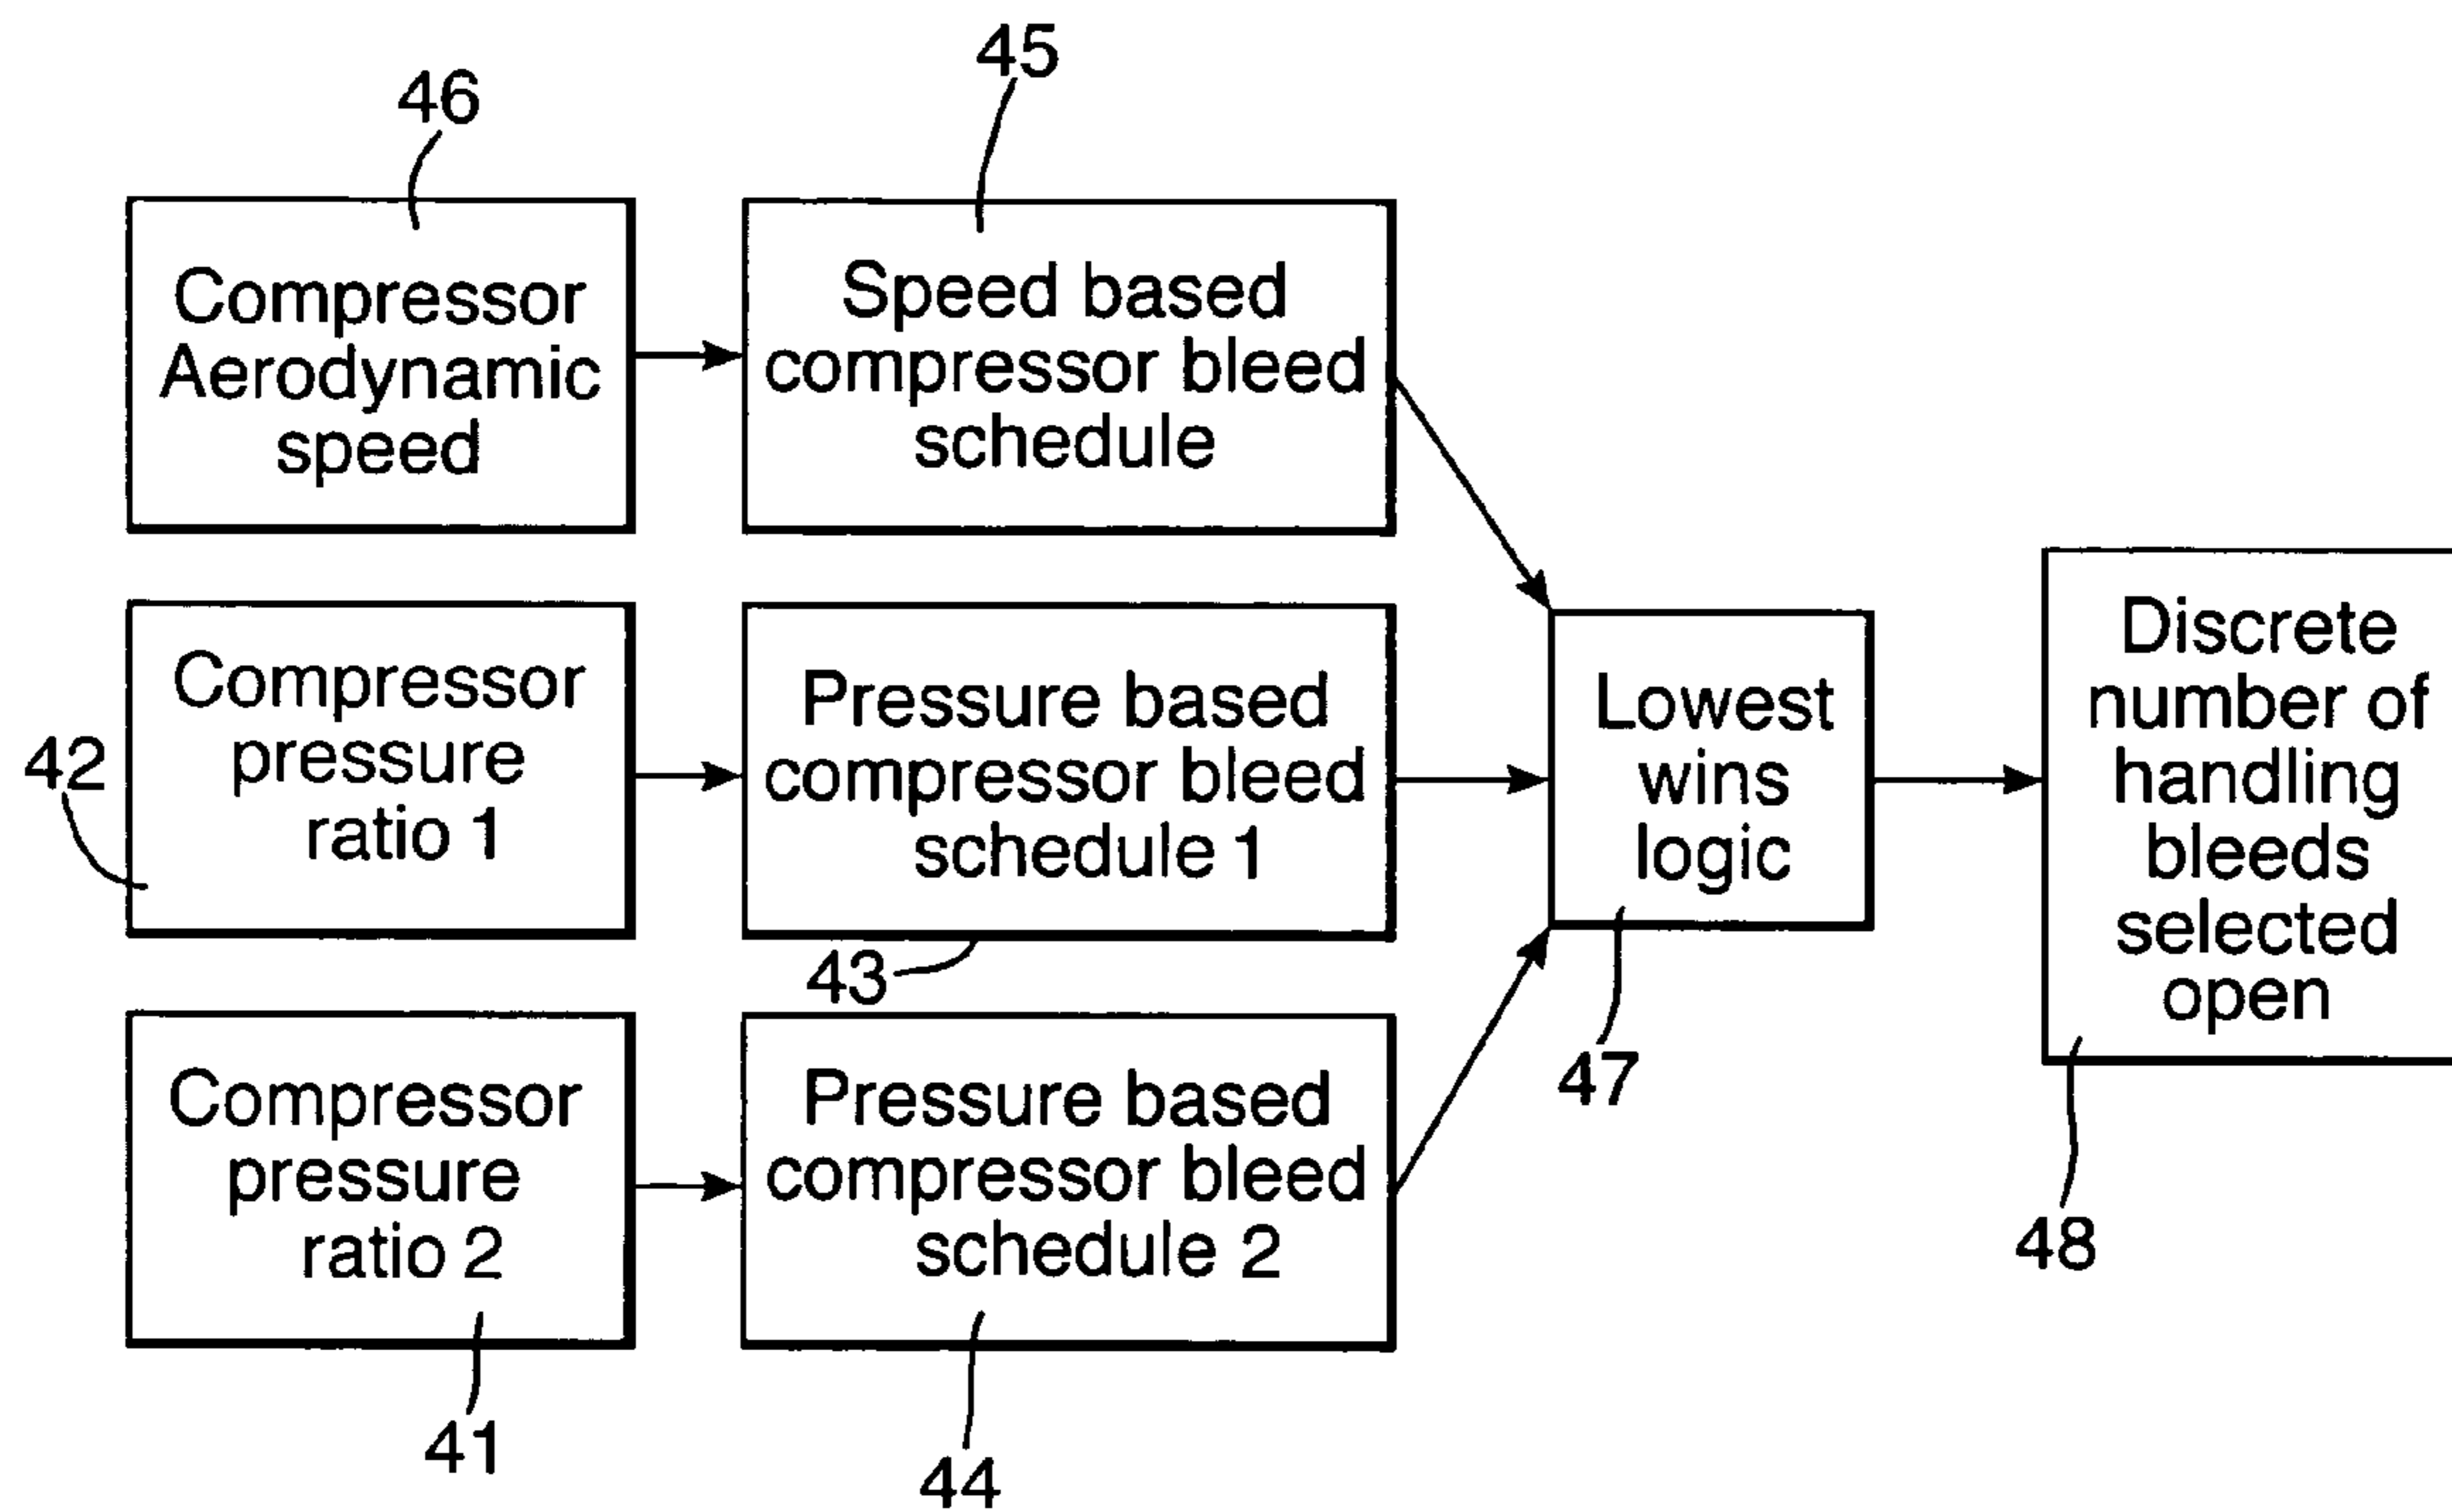 45
46
Compressor
Aerodynamic
speed
Speed based
compressor bleed
schedule
42
Compressor
pressure
ratio 1
Pressure based
compressor bleed
schedule 1
43
Lowest
wins
logic
47
Discrete
number of
handling
bleeds
selected
open
48
Compressor
pressure
ratio 2
41
Pressure based
compressor bleed
schedule 2
44